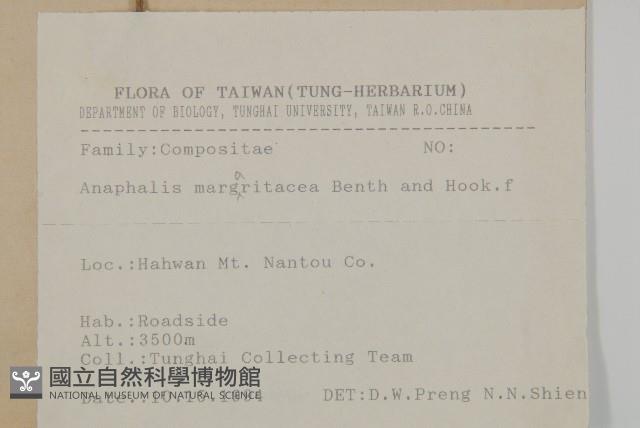 FLORA OF TAIWAN(TUNG-HERBARIUM)
DEPARTMENT OF BIOLOGY, TUNGHAI UNIVERSITY, TAIWAN R.O.CHINA
Family:Compositae NO:
Anaphalis margaritacea Benth and Hook.f
Loc.:Hahwan Mt. Nantou Co.
Hab.:Roadside
Alt.:3500m
Coll.:Tunghai Collecting Team
國立自然科學博物館
NATIONAL MUSEUM OF NATURAL SCIENCE
Date.: DET:D.W.Preng N.N.Shien